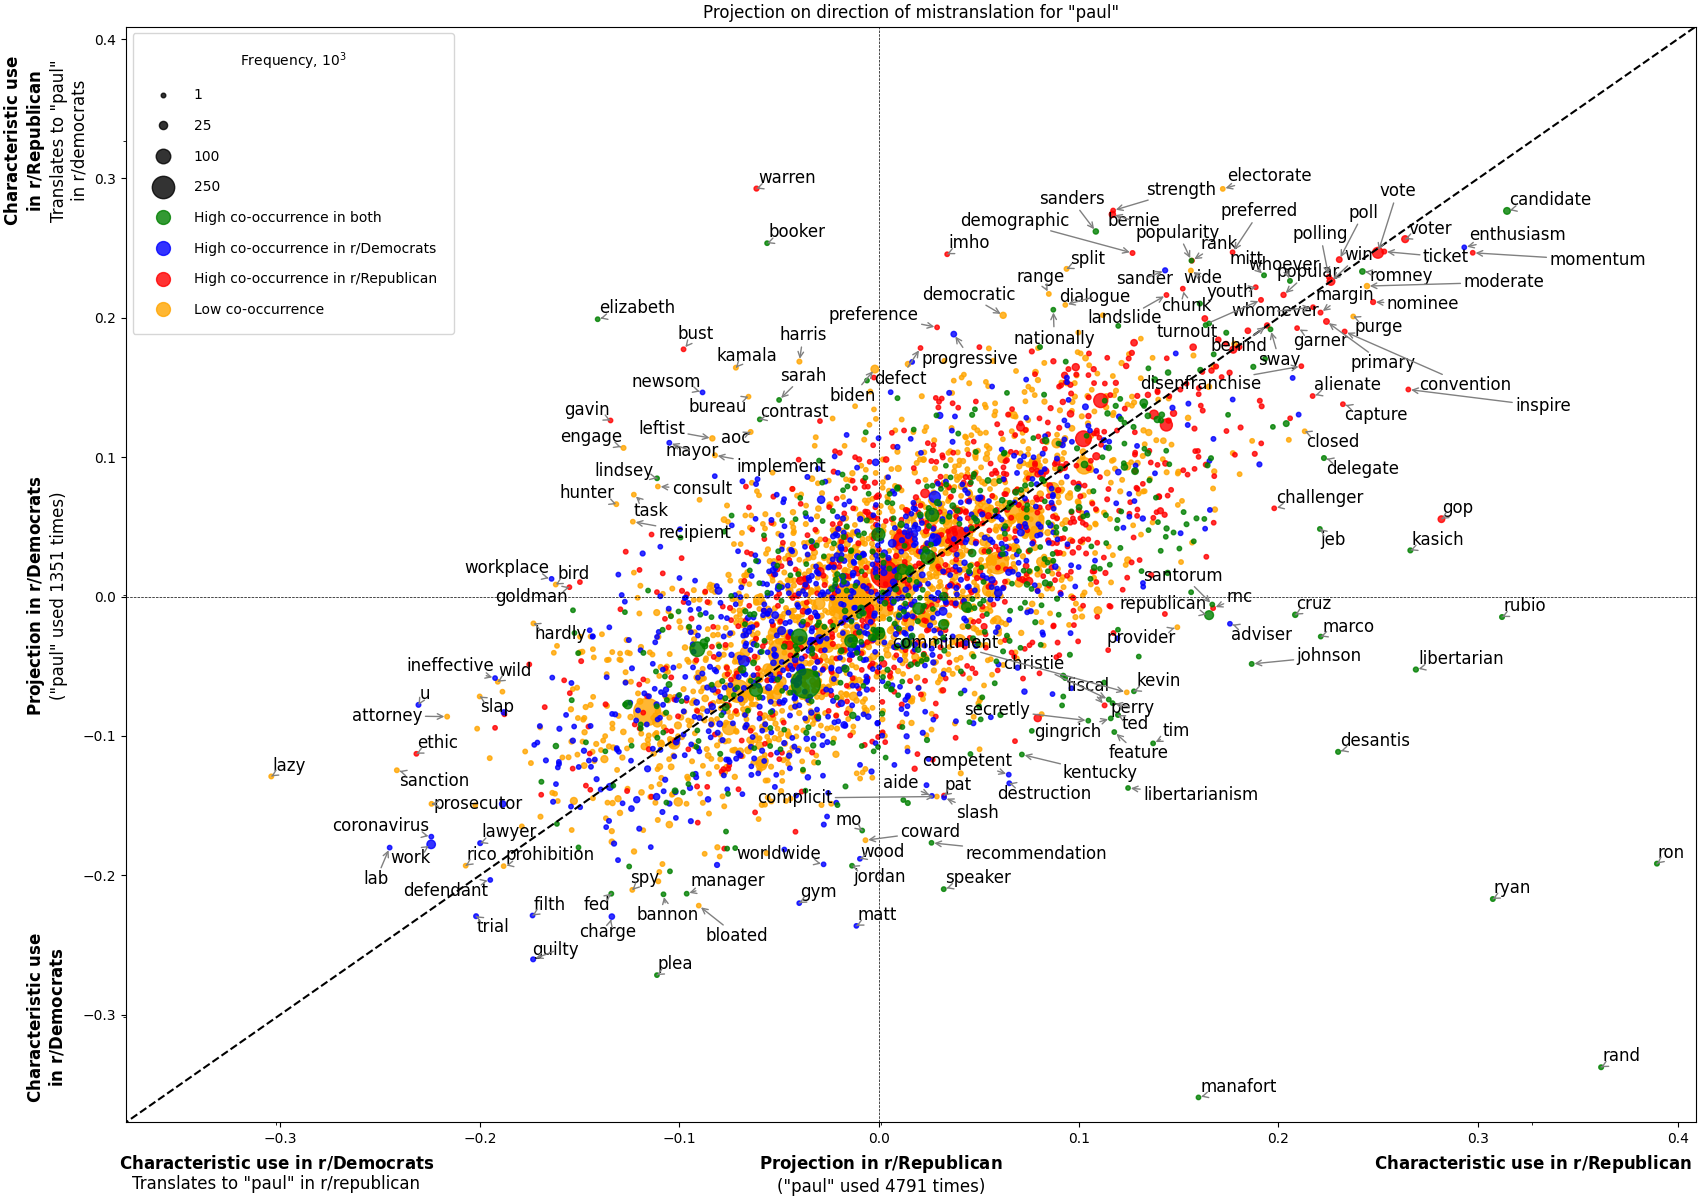 Projection on direction of mistranslation for "paul"
Characteristic use
in r/Republican
Translates to "paul"
in r/democrats
Projection in r/Democrats
("paul" used 1351 times)
Characteristic use
in r/Democrats
0.4
0.3
0.2
0.1
0.0
−0.1
−0.2
−0.3
Frequency, 10^3
1
25
100
250
High co-occurrence in both
High co-occurrence in r/Democrats
High co-occurrence in r/Republican
Low co-occurrence
warren
electorate
strength
sanders
vote
candidate
preferred
poll
demographic
bernie
booker
popularity
polling
voter
enthusiasm
imho
rank
split
mitt
whoever
win
ticket
momentum
range
sander
wide
popular
romney
moderate
democratic
dialogue
youth
margin
nominee
elizabeth
chunk
preference
landslide
whomever
purge
bust
harris
nationally
turnout
behind
garner
kamala
progressive
sway
primary
newsom
sarah
defect
disenfranchise
alienate
convention
bureau
biden
gavin
contrast
capture
inspire
leftist
engage
aoc
closed
mayor
lindsey
implement
delegate
hunter
consult
challenger
task
gop
recipient
jeb
kasich
workplace
bird
santorum
goldman
republican
rnc
cruz
rubio
hardly
commitment
provider
adviser
marco
ineffective
wild
christie
johnson
libertarian
u
slap
fiscal
kevin
attorney
secretly
perry
ethic
gingrich
ted
tim
lazy
feature
desantis
sanction
competent
kentucky
prosecutor
aide
pat
destruction
libertarianism
complicit
slash
coronavirus
lawyer
mo
coward
work
rico
prohibition
worldwide
wood
recommendation
ron
lab
defendant
spy
manager
jordan
speaker
ryan
filth
fed
gym
trial
charge
bannon
matt
guilty
bloated
plea
rand
manafort
−0.3
−0.2
−0.1
0.0
0.1
0.2
0.3
0.4
Characteristic use in r/Democrats
Translates to "paul" in r/republican
Projection in r/Republican
("paul" used 4791 times)
Characteristic use in r/Republican